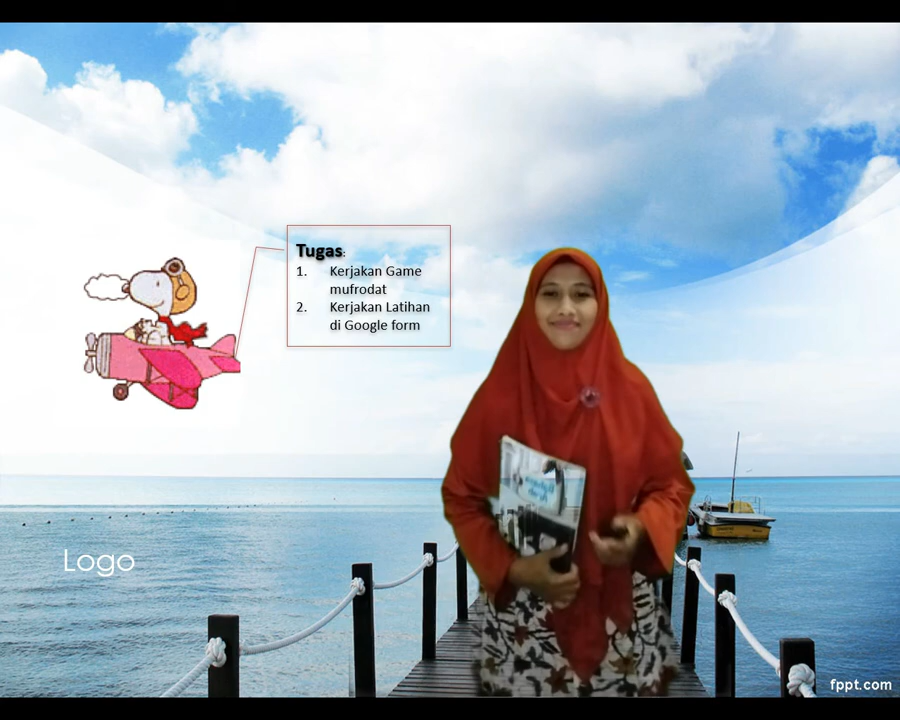 Tugas:
1. Kerjakan Game
mufrodat
2. Kerjakan Latihan
di Google form
Logo
fppt.com